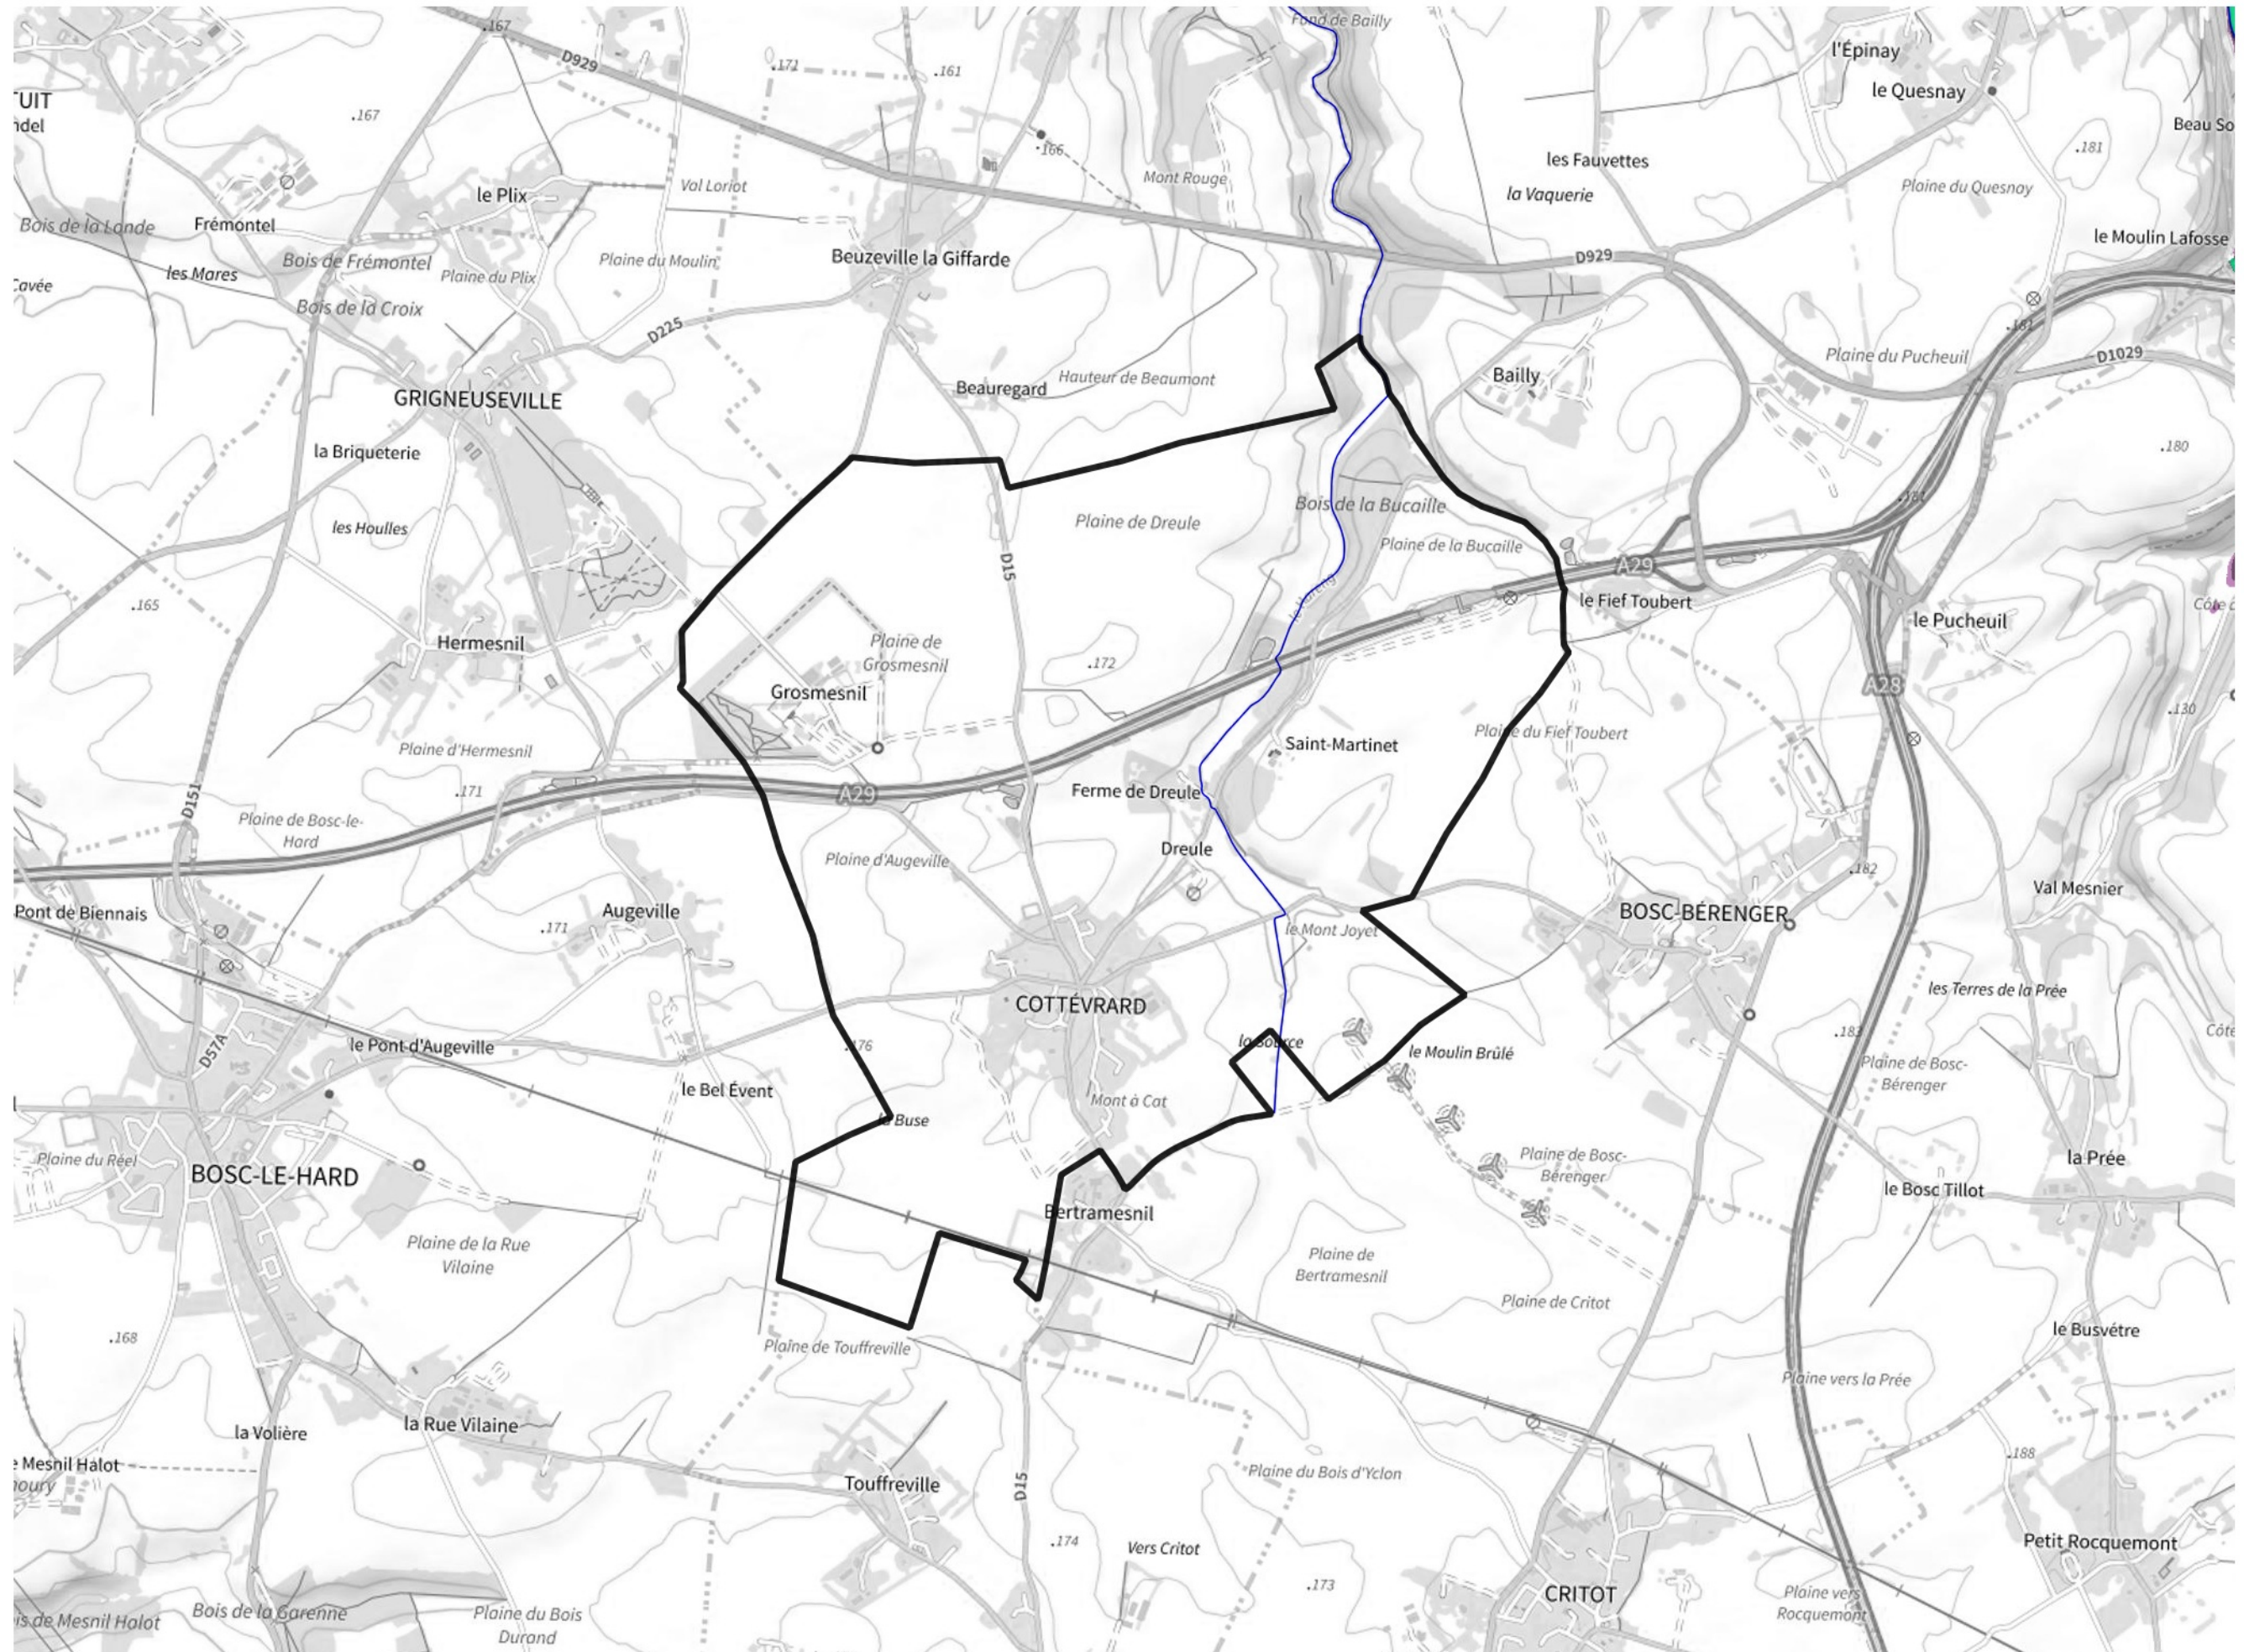 Fond de Bailly
.167
l'Épinay
D929
.171
.161
le Quesnay
.167
Beau So
.166
.181
les Fauvettes
Mont Rouge
Val Loriot
le Plix
la Vaquerie
Plaine du Quesnay
Bois de la Londe
Frémontel
le Moulin Lafosse
Bois de Frémontel
Plaine du Moulin
Beuzeville la Giffarde
D929
les Mares
Plaine du Plix
Cavée
Bois de la Croix
D225
.181
Plaine du Pucheuil
D1029
Beauregard
Hauteur de Beaumont
Bailly
GRIGNEUSEVILLE
la Briqueterie
.180
.181
Bois de la Bucaille
les Houlles
Plaine de Dreule
Plaine de la Bucaille
D15
A29
.165
le Fief Toubert
le Pucheuil
Hermesnil
Plaine de
Grosmesnil
.172
A28
Grosmesnil
.130
Plaine d'Hermesnil
Saint-Martinet
Plaine du Fief Toubert
.171
A29
Ferme de Dreule
D151
Plaine de Bosc-le-
Hard
Dreule
Plaine d'Augeville
.182
Val Mesnier
Pont de Biennais
Augeville
BOSC-BÉRENGER
.171
le Mont Joyet
les Terres de la Prée
COTTÉVRARD
.183
D57A
le Pont d'Augeville
.176
la Source
le Moulin Brûlé
Plaine de Bosc-
Bérenger
le Bel Évent
Mont à Cat
la Buse
Plaine du Réel
Plaine de Bosc-
Bérenger
la Prée
BOSC-LE-HARD
le Bosc Tillot
Bertramesnil
Plaine de la Rue
Vilaine
Plaine de
Bertramesnil
Plaine de Critot
.168
Plaine de Touffreville
le Busvétre
Plaine vers la Prée
la Volière
la Rue Vilaine
.188
Mesnil Halot
Plaine du Bois d'Yclon
Touffreville
D15
.174
Vers Critot
Petit Rocquemont
.173
CRITOT
Plaine vers
Rocquemont
Bois de la Garenne
Plaine du Bois
Durand
is de Mesnil Halot